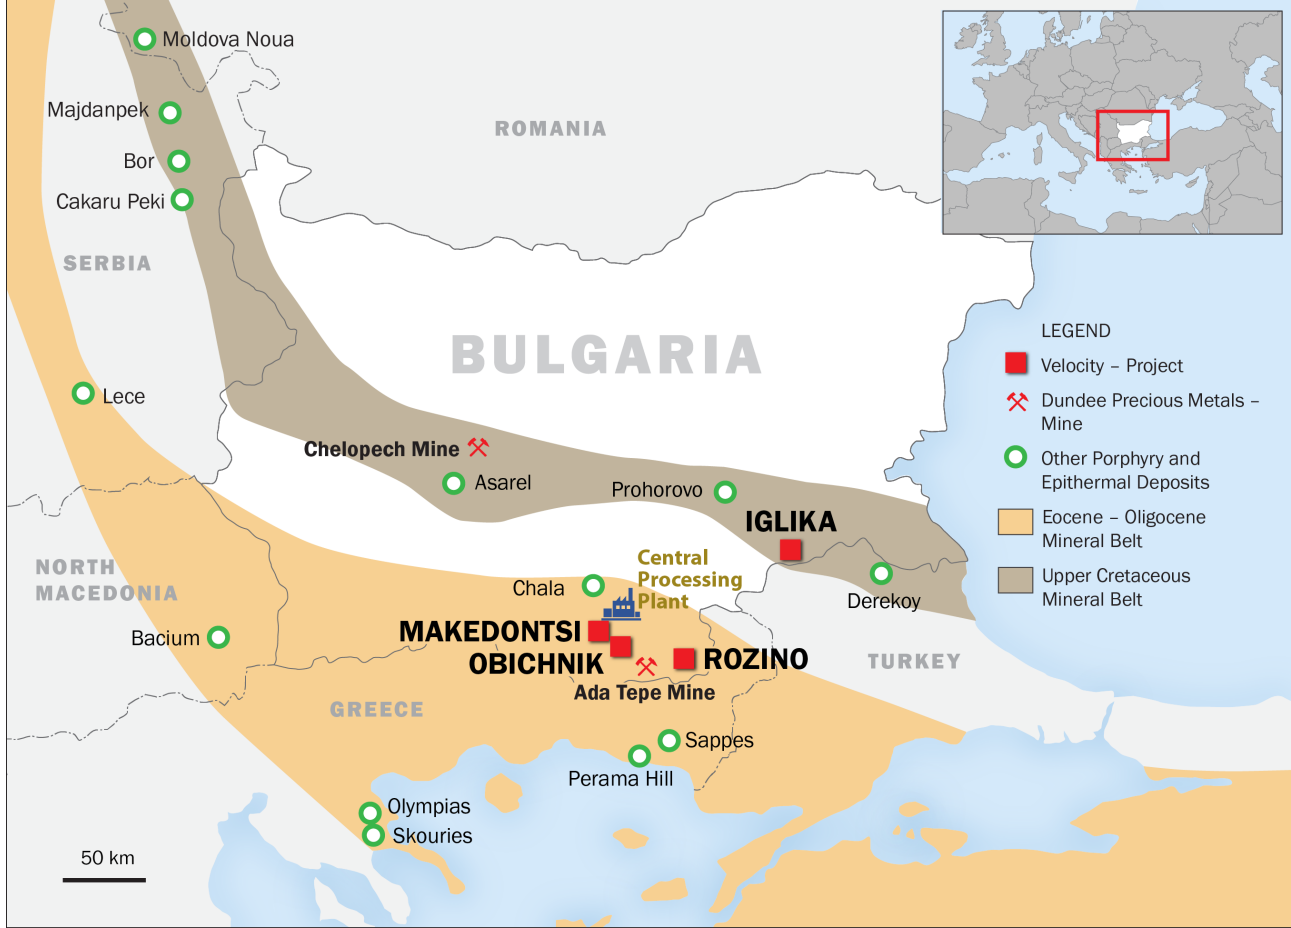 Moldova Noua
Majdanpek
ROMANIA
Bor
Cakaru Peki
SERBIA
BULGARIA
LEGEND
Velocity – Project
Dundee Precious Metals –
Mine
Other Porphyry and
Epithermal Deposits
Eocene – Oligocene
Mineral Belt
Upper Cretaceous
Mineral Belt
Lece
Chelopech Mine
Asarel
Prohorovo
IGLIKA
NORTH
MACEDONIA
Central
Processing
Plant
Chala
Derekoy
Bacium
MAKEDONTSI
OBICHNIK
ROZINO
TURKEY
Ada Tepe Mine
GREECE
Sappes
Perama Hill
Olympias
Skouries
50 km